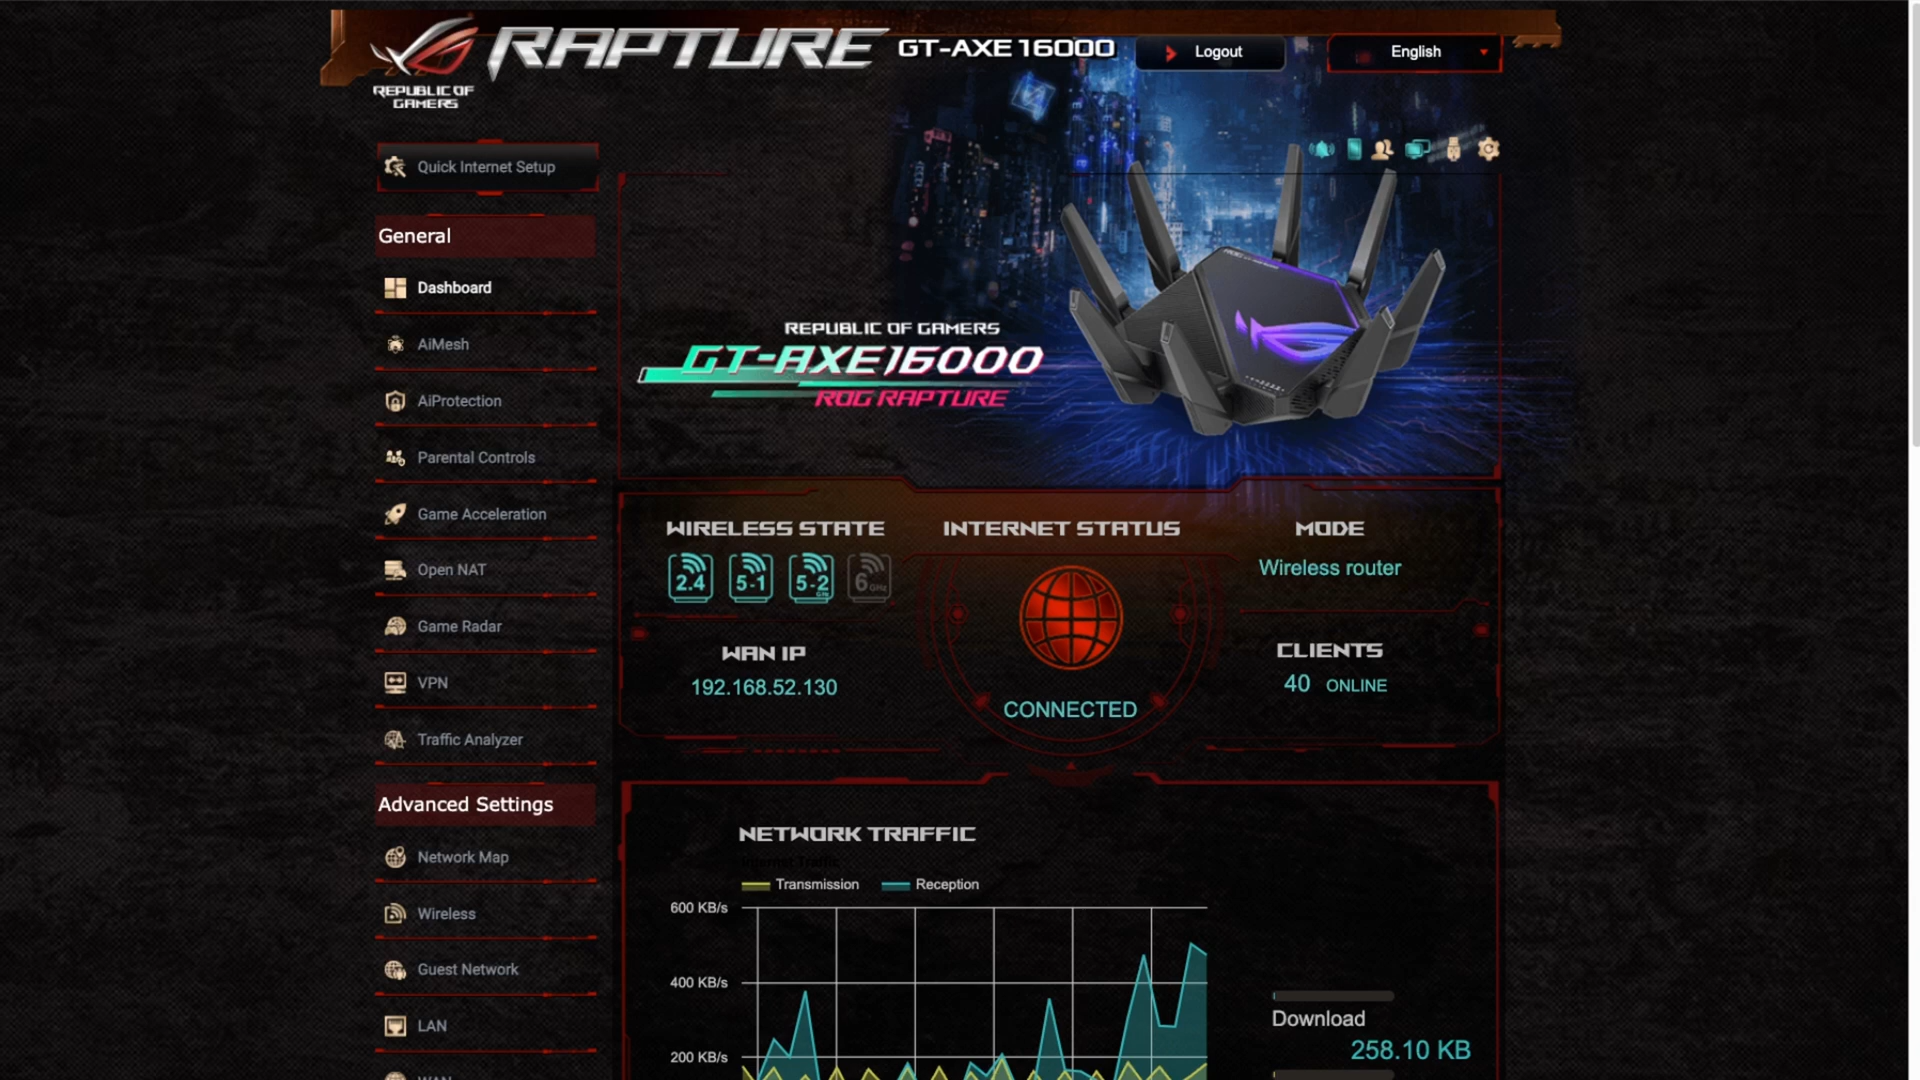 RAPTURE GT-AXE16000 Logout English
REPUBLIC OF
GAMERS
Quick Internet Setup
General
Dashboard
AiMesh
AiProtection
Parental Controls
Game Acceleration
Open NAT
Game Radar
VPN
Traffic Analyzer
Advanced Settings
Network Map
Wireless
Guest Network
LAN
REPUBLIC OF GAMERS
GT-AXE16000
ROG RAPTURE
WIRELESS STATE
2.4
5-1
5-2 GHz
6 GHz
INTERNET STATUS
CONNECTED
MODE
Wireless router
WAN IP
192.168.52.130
CLIENTS
40 ONLINE
NETWORK TRAFFIC
Internet Traffic
Transmission Reception
600 KB/s
400 KB/s
200 KB/s
Download
258.10 KB